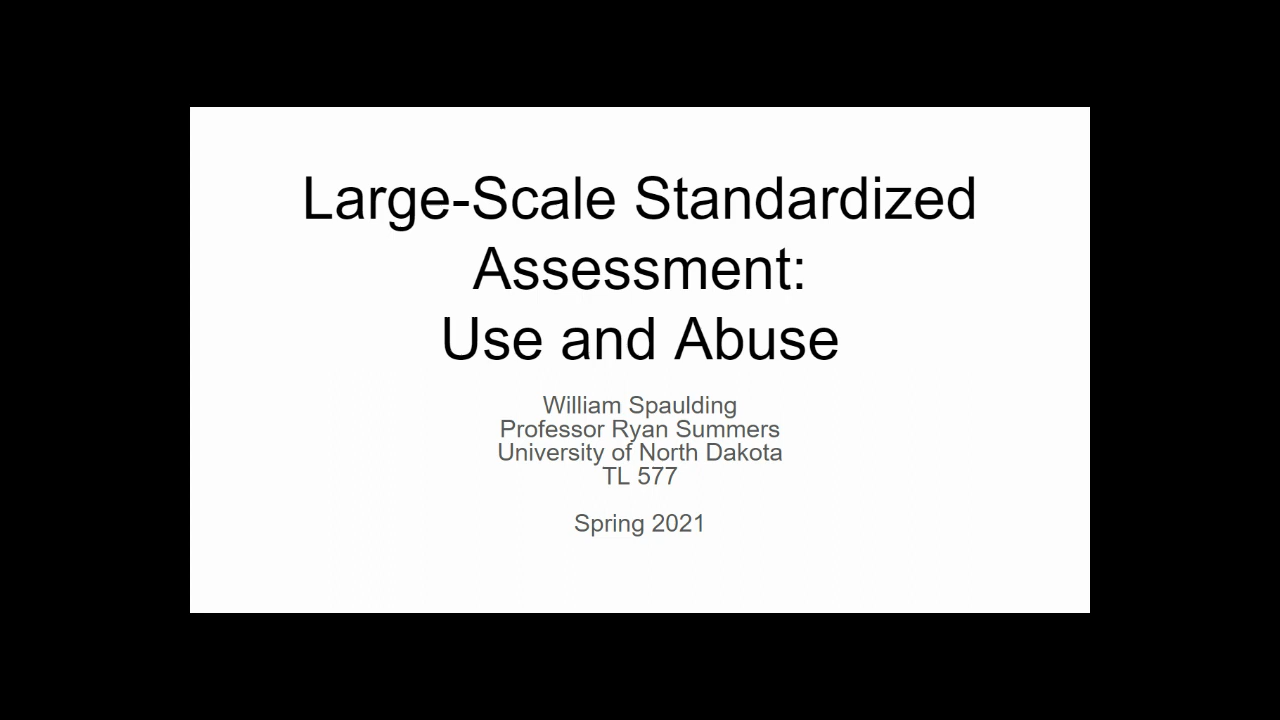 Large-Scale Standardized
Assessment:
Use and Abuse
William Spaulding
Professor Ryan Summers
University of North Dakota
TL 577
Spring 2021